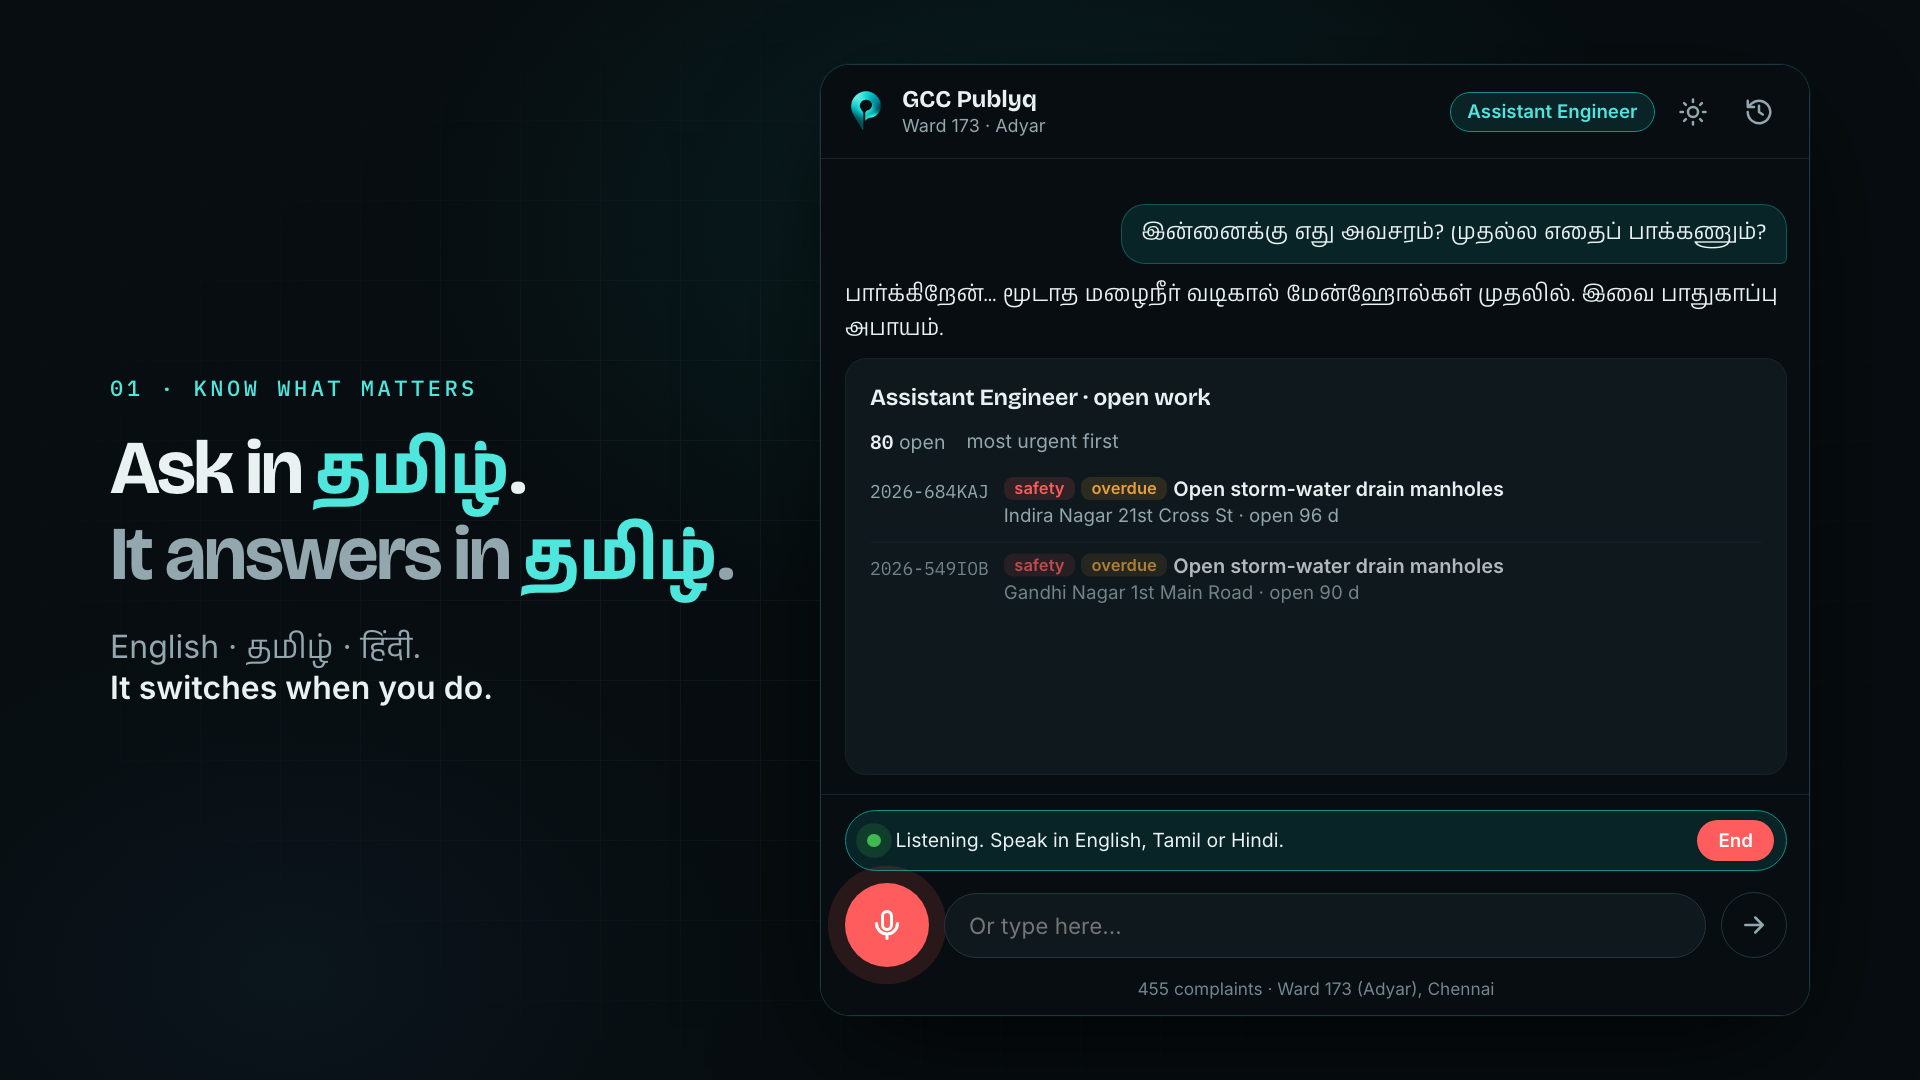 01 · KNOW WHAT MATTERS
Ask in தமிழ்.
It answers in தமிழ்.
English · தமிழ் · हिंदी.
It switches when you do.
GCC Publyq
Ward 173 · Adyar
Assistant Engineer
இன்னைக்கு எது அவசரம்? முதல்ல எதைப் பாக்கணும்?
பார்க்கிறேன்... மூடாத மழைநீர் வடிகால் மேன்ஹோல்கள் முதலில். இவை பாதுகாப்பு
அபாயம்.
Assistant Engineer · open work
80 open most urgent first
2026-684KAJ safety overdue Open storm-water drain manholes
Indira Nagar 21st Cross St · open 96 d
2026-549IOB safety overdue Open storm-water drain manholes
Gandhi Nagar 1st Main Road · open 90 d
Listening. Speak in English, Tamil or Hindi.
End
Or type here...
455 complaints · Ward 173 (Adyar), Chennai